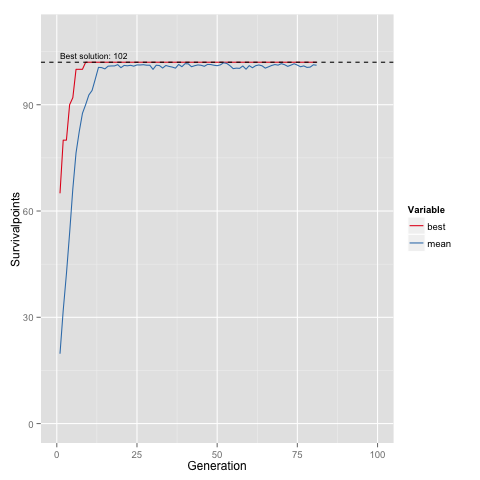 Best solution: 102
90
60
30
0
Survivalpoints
0 25 50 75 100
Generation
Variable
best
mean